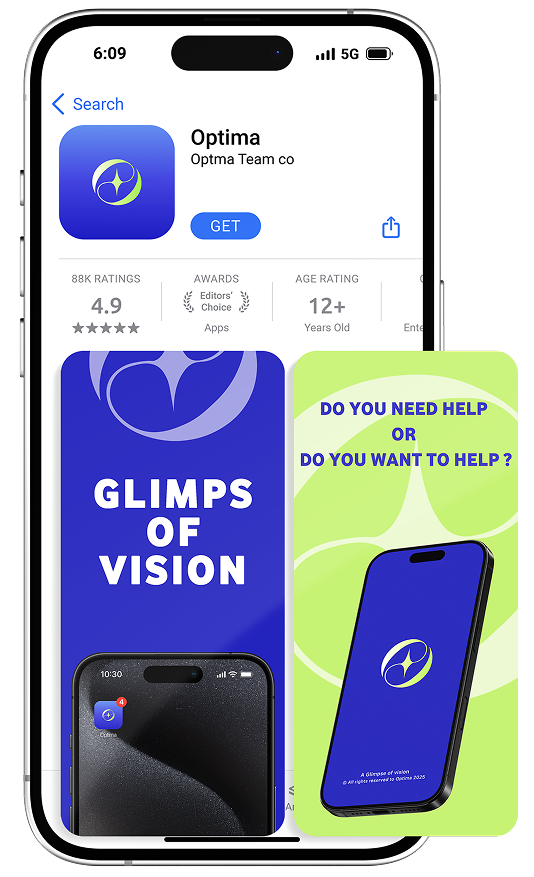 6:09
5G
Search
Optima
Optma Team co
GET
88K RATINGS
4.9
AWARDS
Editors'
Choice
Apps
AGE RATING
12+
Years Old
GLIMPS
OF
VISION
10:30
4
Optima
DO YOU NEED HELP
OR
DO YOU WANT TO HELP ?
A Glimpse of vision
© All rights reserved to Optima 2025